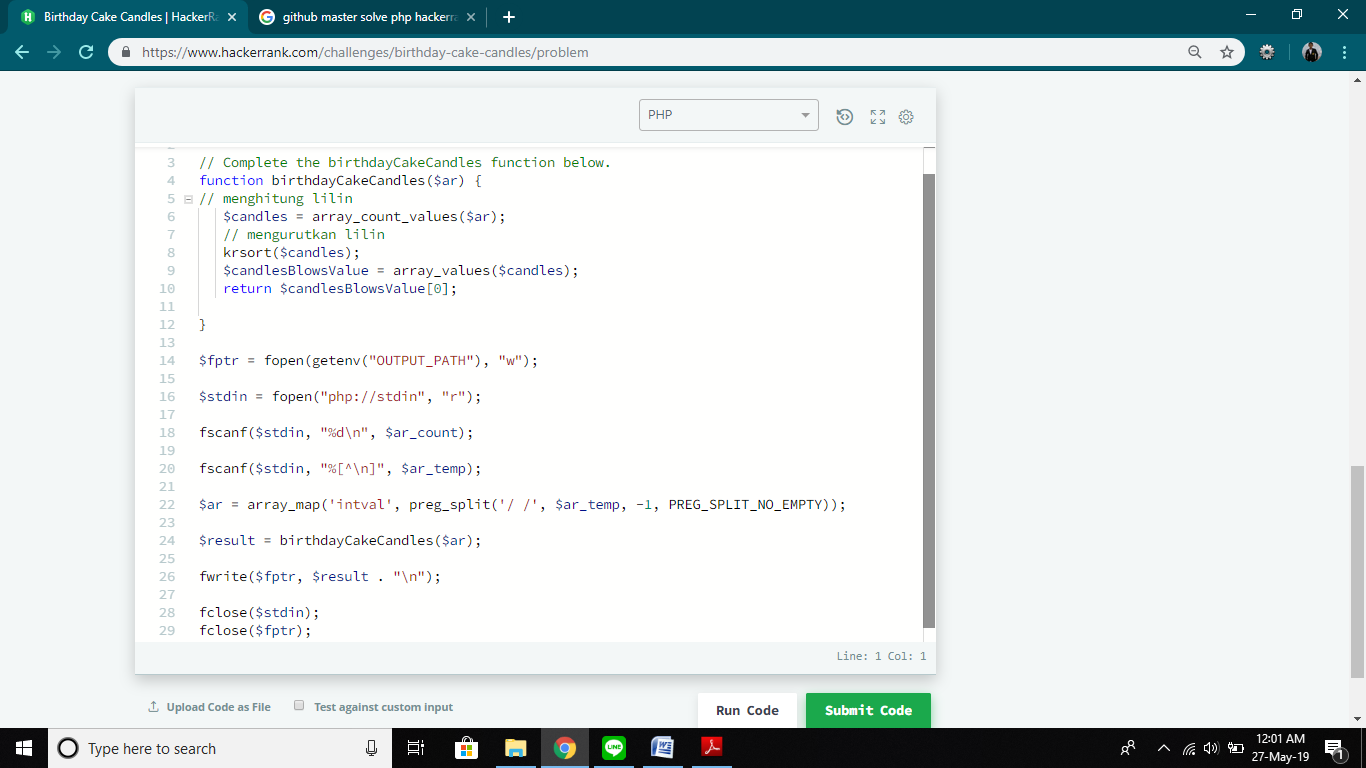 Birthday Cake Candles | HackerRa
github master solve php hackerra
https://www.hackerrank.com/challenges/birthday-cake-candles/problem
PHP
3 // Complete the birthdayCakeCandles function below.
4 function birthdayCakeCandles($ar) {
5 // menghitung lilin
6 $candles = array_count_values($ar);
7 // mengurutkan lilin
8 krsort($candles);
9 $candlesBlowsValue = array_values($candles);
10 return $candlesBlowsValue[0];
11
12 }
13
14 $fptr = fopen(getenv("OUTPUT_PATH"), "w");
15
16 $stdin = fopen("php://stdin", "r");
17
18 fscanf($stdin, "%d\n", $ar_count);
19
20 fscanf($stdin, "%[^\n]", $ar_temp);
21
22 $ar = array_map('intval', preg_split('/ /', $ar_temp, -1, PREG_SPLIT_NO_EMPTY));
23
24 $result = birthdayCakeCandles($ar);
25
26 fwrite($fptr, $result . "\n");
27
28 fclose($stdin);
29 fclose($fptr);
Line: 1 Col: 1
Upload Code as File Test against custom input
Run Code Submit Code
Type here to search
12:01 AM
27-May-19
1